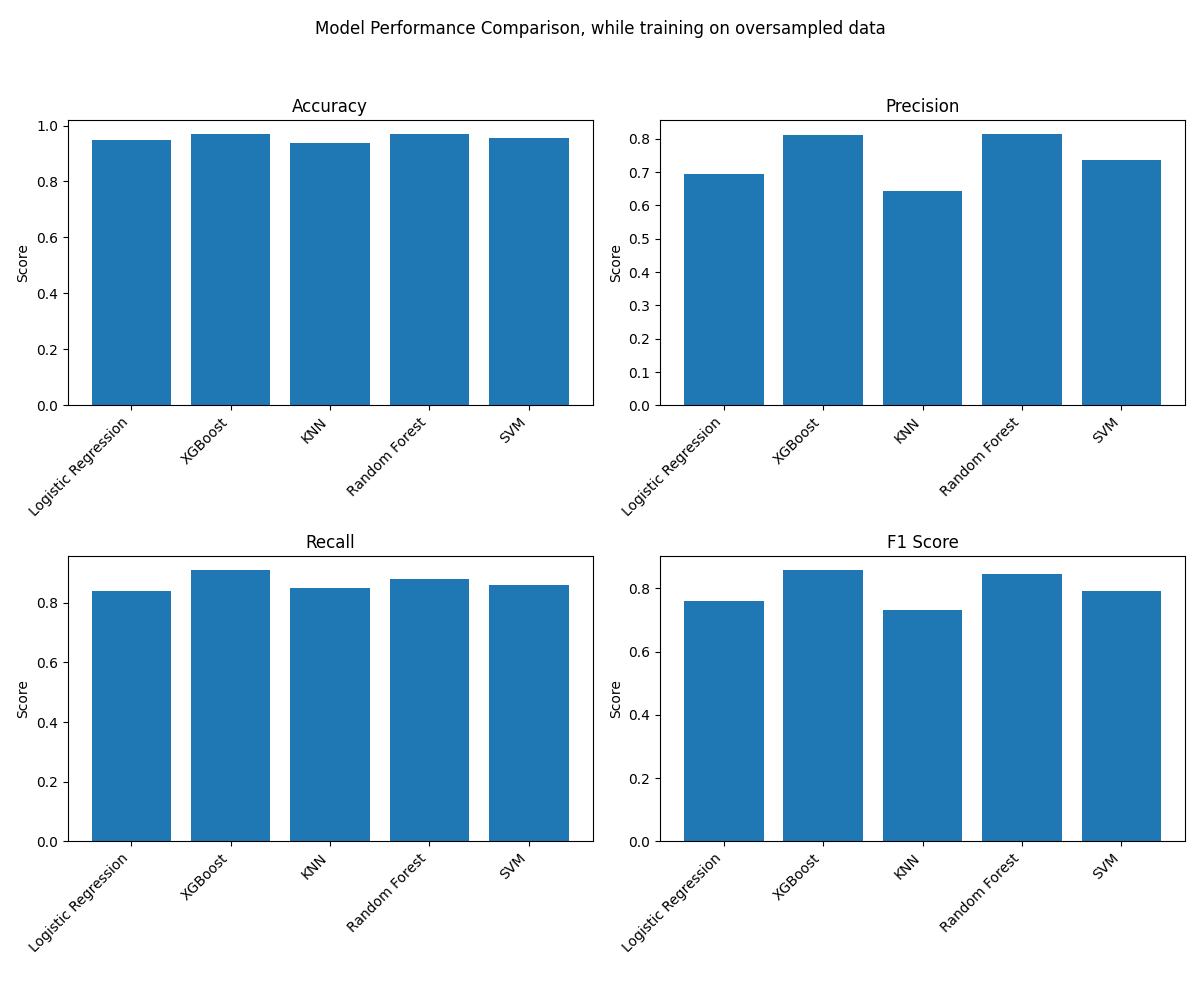 Model Performance Comparison, while training on oversampled data
Accuracy
Score
1.0
0.8
0.6
0.4
0.2
0.0
Logistic Regression
XGBoost
KNN
Random Forest
SVM
Precision
Score
0.8
0.7
0.6
0.5
0.4
0.3
0.2
0.1
0.0
Logistic Regression
XGBoost
KNN
Random Forest
SVM
Recall
Score
0.8
0.6
0.4
0.2
0.0
Logistic Regression
XGBoost
KNN
Random Forest
SVM
F1 Score
Score
0.8
0.6
0.4
0.2
0.0
Logistic Regression
XGBoost
KNN
Random Forest
SVM